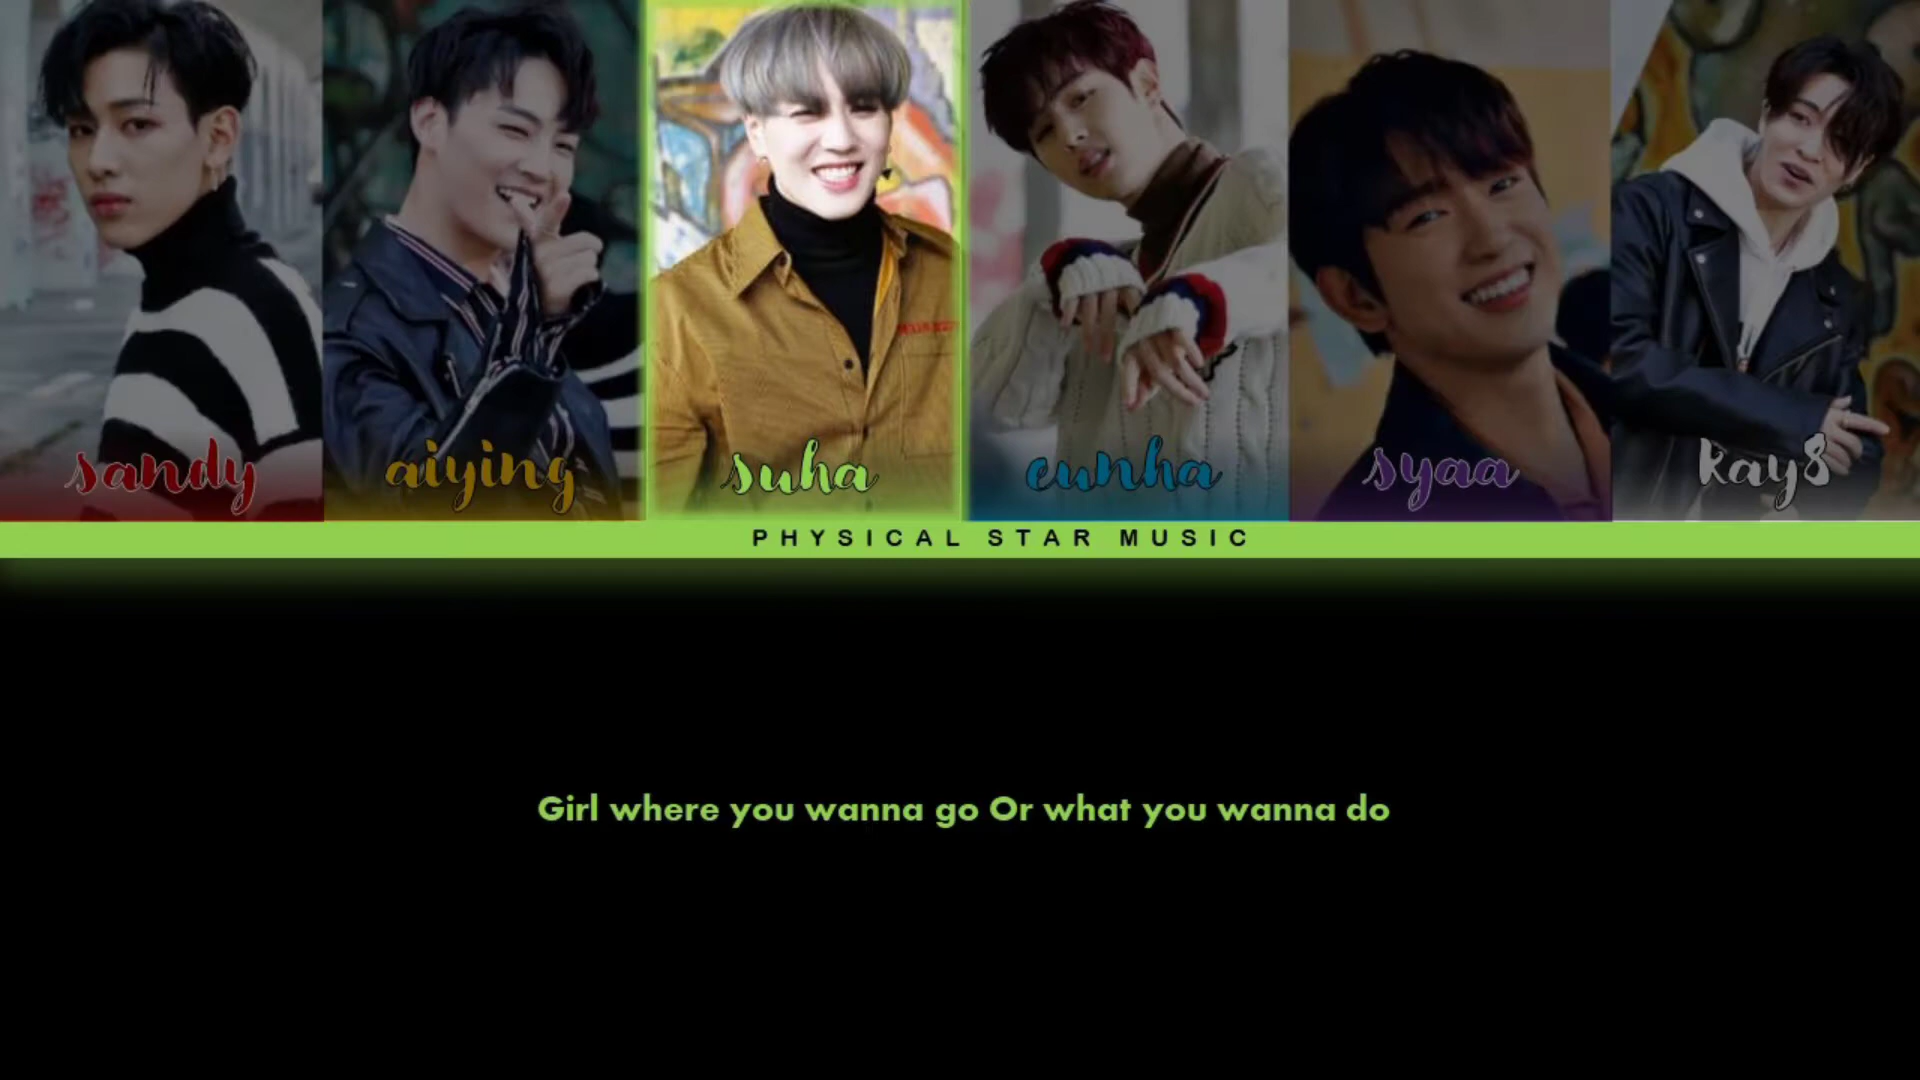 sandy
aiying
suha
eunha
syaa
kay8
PHYSICAL STAR MUSIC
Girl where you wanna go Or what you wanna do